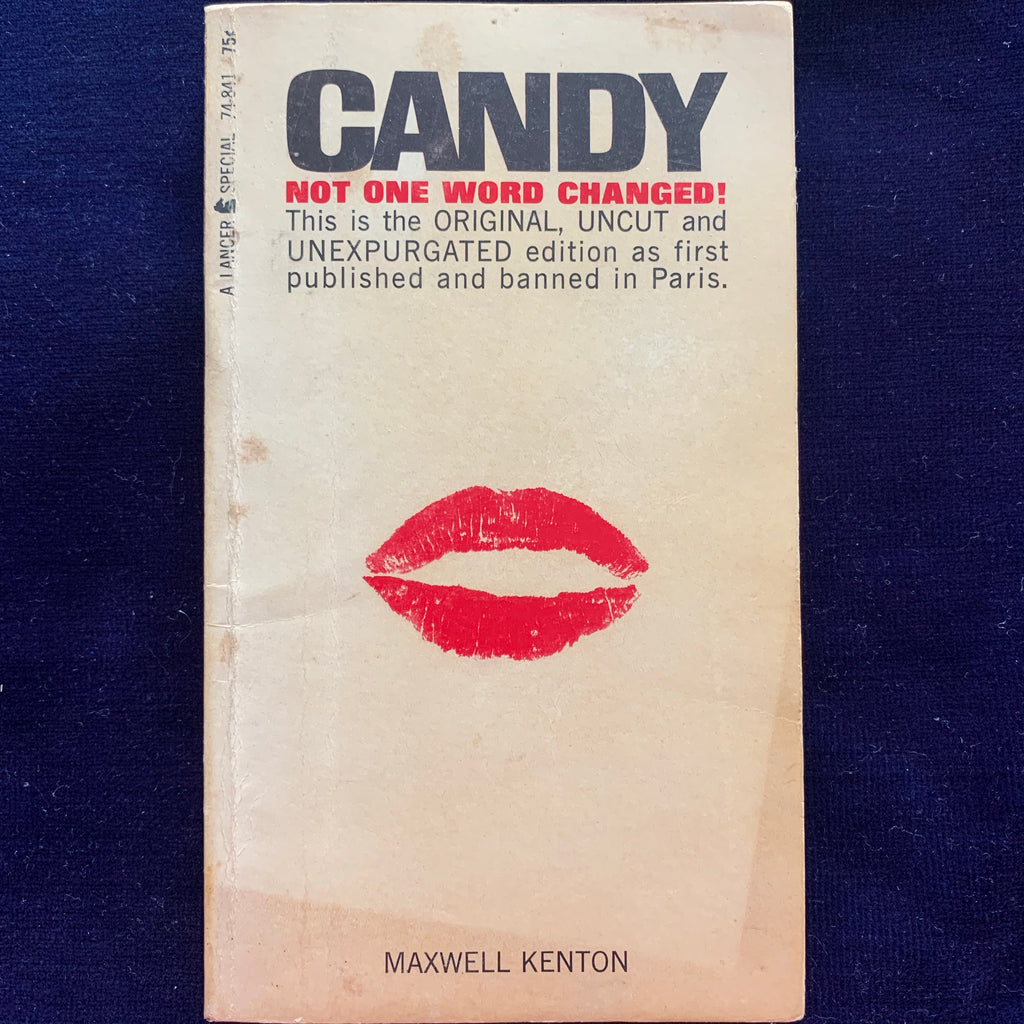 A LANCER SPECIAL 74-841 75¢
CANDY
NOT ONE WORD CHANGED!
This is the ORIGINAL, UNCUT and
UNEXPURGATED edition as first
published and banned in Paris.
MAXWELL KENTON